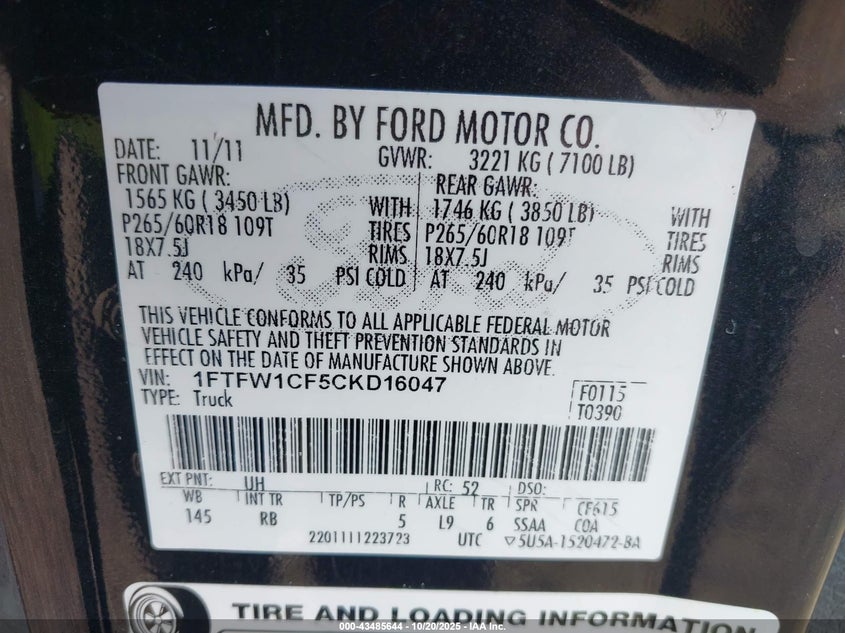 MFD. BY FORD MOTOR CO.
DATE: 11/11 GVWR: 3221 KG ( 7100 LB)
FRONT GAWR: REAR GAWR:
1565 KG ( 3450 LB) WITH 1746 KG ( 3850 LB) WITH
P265/60R18 109T TIRES P265/60R18 109T TIRES
18X7.5J RIMS 18X7.5J RIMS
AT 240 kPa/ 35 PSI COLD AT 240 kPa/ 35 PSI COLD
THIS VEHICLE CONFORMS TO ALL APPLICABLE FEDERAL MOTOR
VEHICLE SAFETY AND THEFT PREVENTION STANDARDS IN
EFFECT ON THE DATE OF MANUFACTURE SHOWN ABOVE.
VIN: 1FTFW1CF5CKD16047 F0115
TYPE: Truck T0390
EXT PNT: UH RC: 52 DSO:
WB INT TR TP/PS R AXLE TR SPR CF615
145 RB 5 L9 6 SSAA COA
2201111223723 UTC ▽5U5A-1520472-BA
TIRE AND LOADING INFORMATION
000-43485644 | 10/20/2025 - IAA Inc.